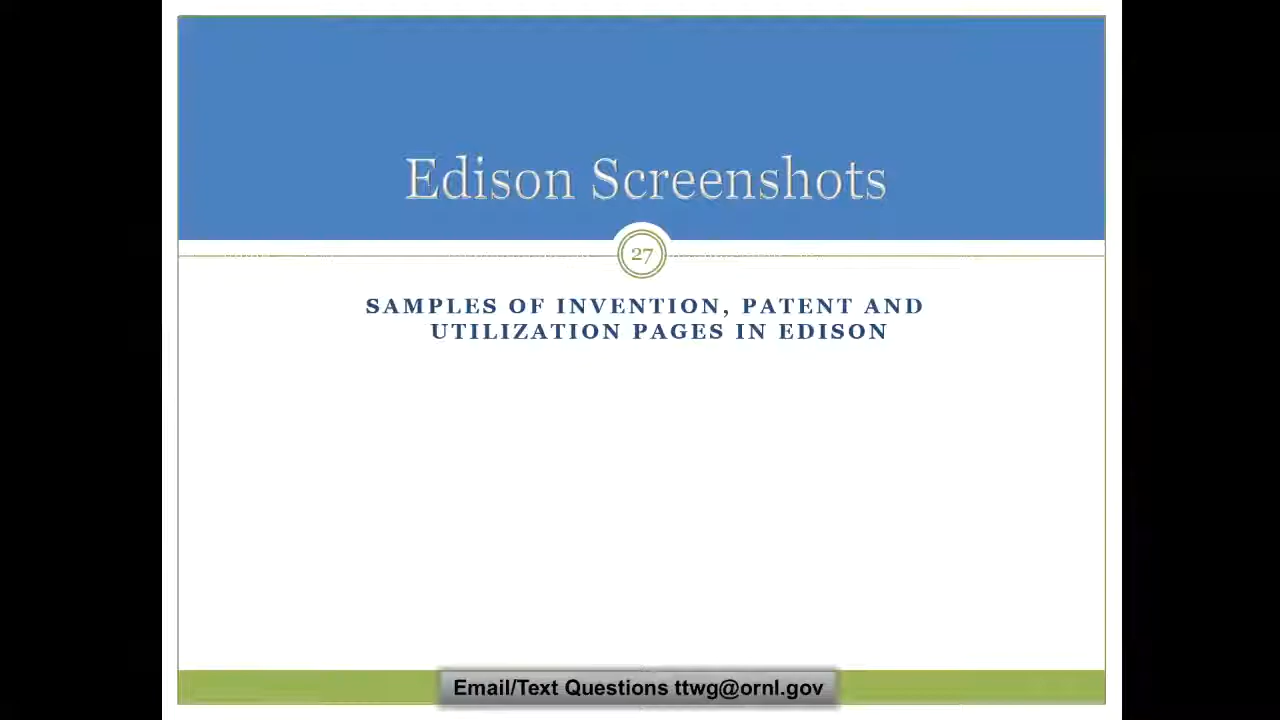 Edison Screenshots
27
SAMPLES OF INVENTION, PATENT AND
UTILIZATION PAGES IN EDISON
Email/Text Questions ttwg@ornl.gov